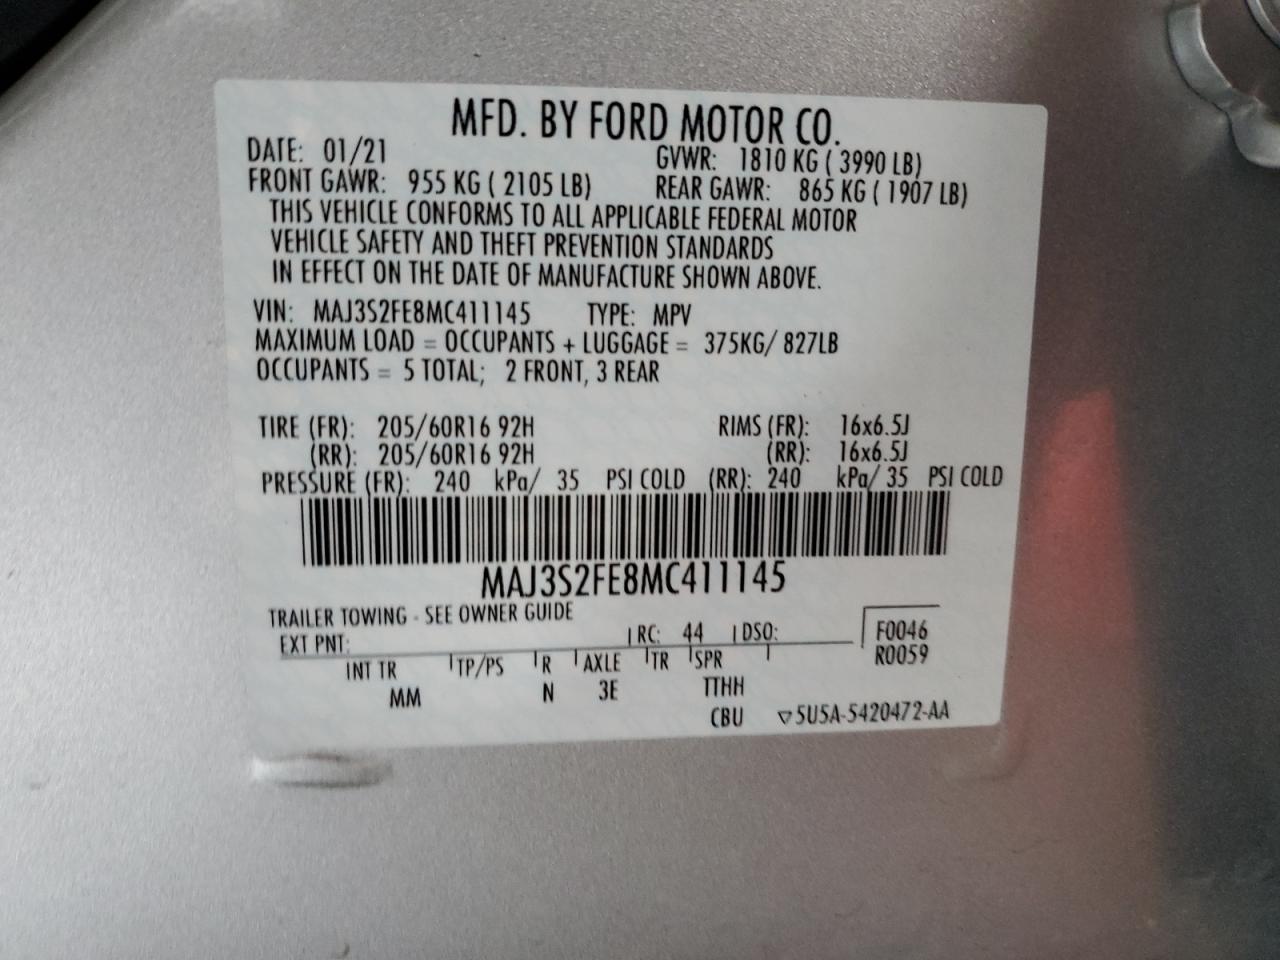 MFD. BY FORD MOTOR CO.
DATE: 01/21 GVWR: 1810 KG ( 3990 LB)
FRONT GAWR: 955 KG ( 2105 LB) REAR GAWR: 865 KG ( 1907 LB)
THIS VEHICLE CONFORMS TO ALL APPLICABLE FEDERAL MOTOR
VEHICLE SAFETY AND THEFT PREVENTION STANDARDS
IN EFFECT ON THE DATE OF MANUFACTURE SHOWN ABOVE.
VIN: MAJ3S2FE8MC411145 TYPE: MPV
MAXIMUM LOAD = OCCUPANTS + LUGGAGE = 375KG/ 827LB
OCCUPANTS = 5 TOTAL; 2 FRONT, 3 REAR
TIRE (FR): 205/60R16 92H RIMS (FR): 16x6.5J
(RR): 205/60R16 92H (RR): 16x6.5J
PRESSURE (FR): 240 kPa/ 35 PSI COLD (RR): 240 kPa/ 35 PSI COLD
MAJ3S2FE8MC411145
TRAILER TOWING - SEE OWNER GUIDE
EXT PNT: RC: 44 DSO: F0046
R0059
INT TR TP/PS R AXLE TR SPR
MM N 3E TTHH
CBU ▽5U5A-5420472-AA